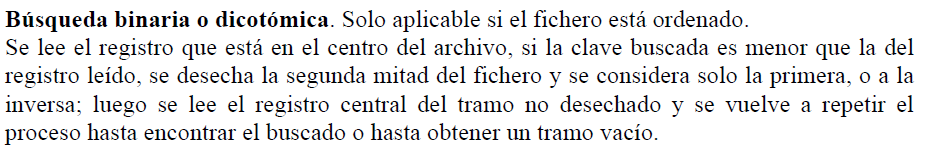 Búsqueda binaria o dicotómica. Solo aplicable si el fichero está ordenado.
Se lee el registro que está en el centro del archivo, si la clave buscada es menor que la del
registro leído, se desecha la segunda mitad del fichero y se considera solo la primera, o a la
inversa; luego se lee el registro central del tramo no desechado y se vuelve a repetir el
proceso hasta encontrar el buscado o hasta obtener un tramo vacío.